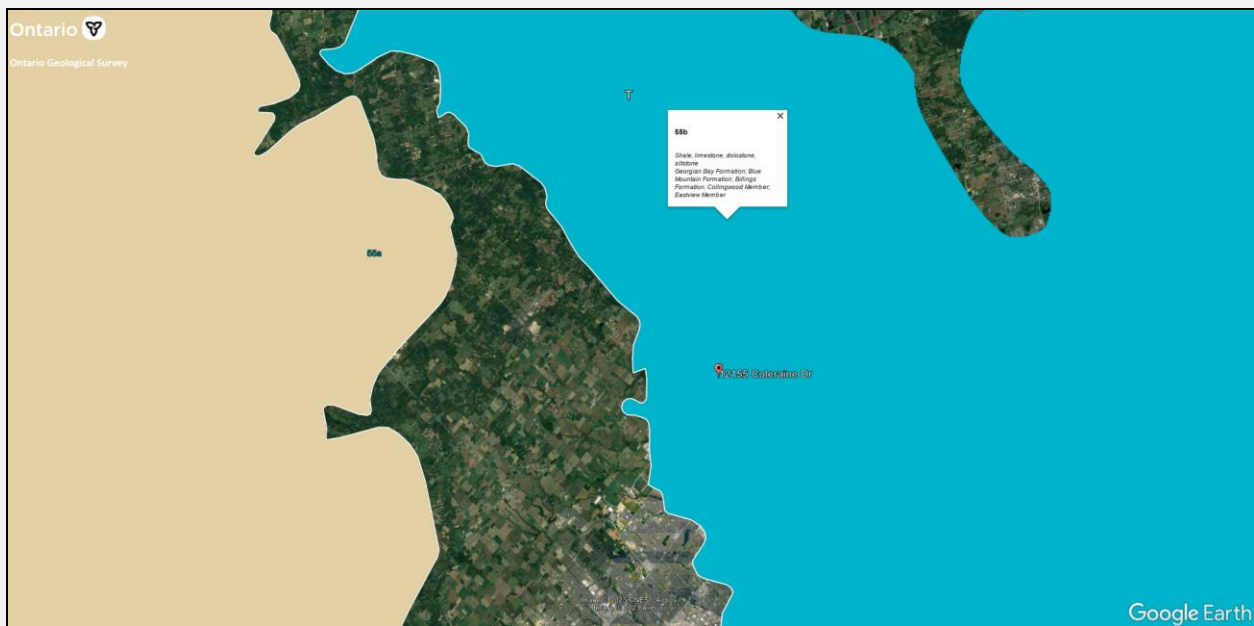 Ontario
Ontario Geological Survey
T
55b
Shale, limestone, dolostone,
siltstone
Georgian Bay Formation; Blue
Mountain Formation; Billings
Formation; Collingwood Member;
Eastview Member
55a
12155 Coleraine Dr
Google Earth